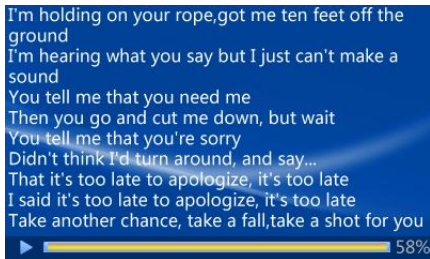 I'm holding on your rope,got me ten feet off the
ground
I'm hearing what you say but I just can't make a
sound
You tell me that you need me
Then you go and cut me down, but wait
You tell me that you're sorry
Didn't think I'd turn around, and say...
That it's too late to apologize, it's too late
I said it's too late to apologize, it's too late
Take another chance, take a fall,take a shot for you
58%